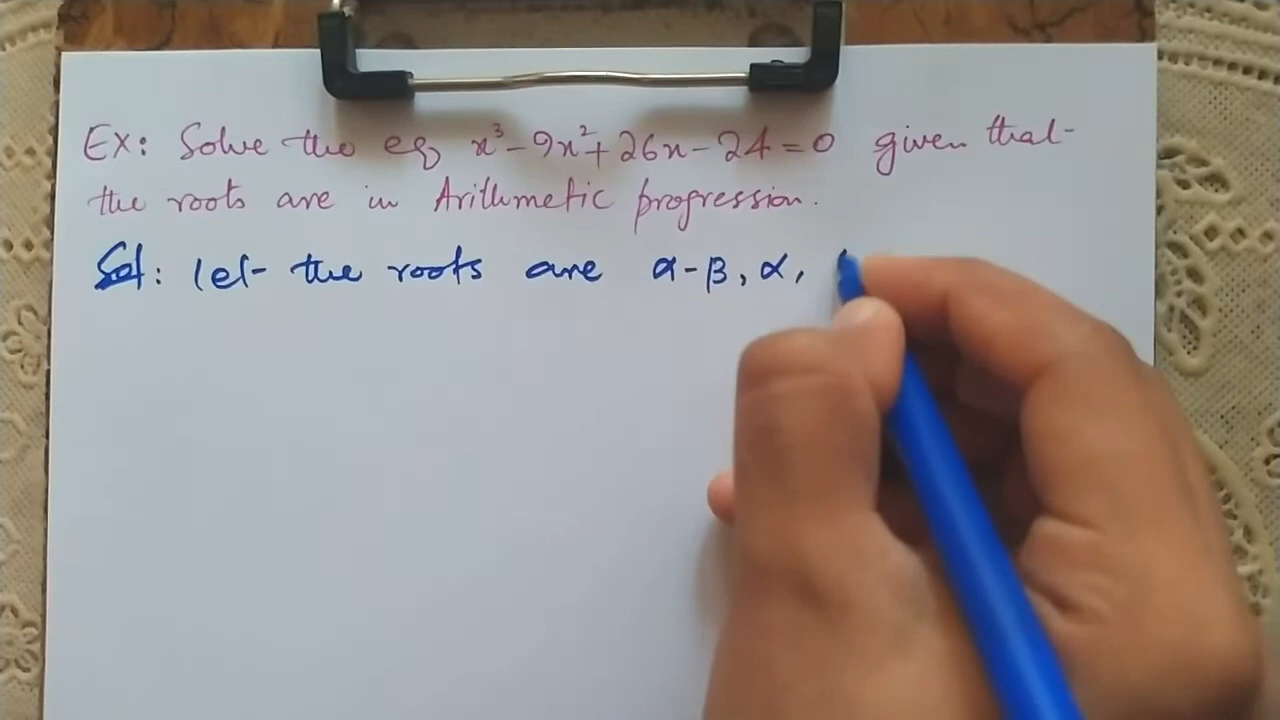 Ex: Solve the eq x³-9x²+26x-24=0 given that
the roots are in Arithmetic progression.
Sol: let the roots are α-β, α,